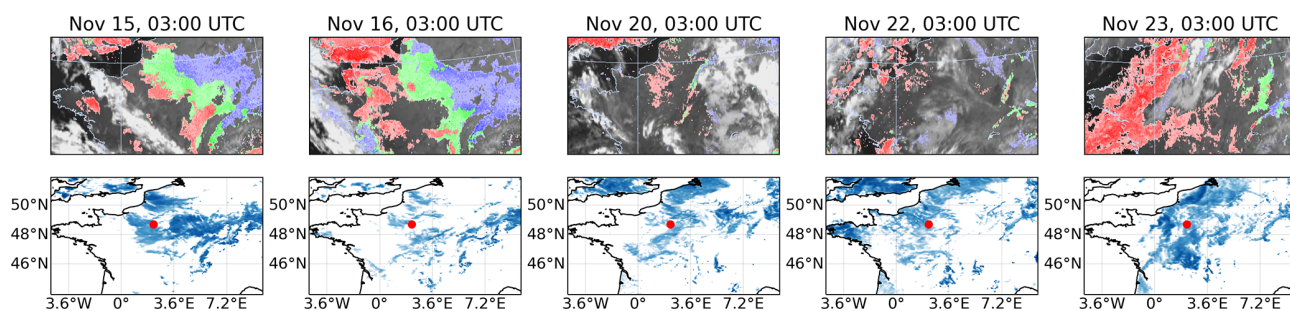 Nov 15, 03:00 UTC Nov 16, 03:00 UTC Nov 20, 03:00 UTC Nov 22, 03:00 UTC Nov 23, 03:00 UTC
50°N 50°N 50°N 50°N 50°N
48°N 48°N 48°N 48°N 48°N
46°N 46°N 46°N 46°N 46°N
3.6°W 0° 3.6°E 7.2°E 3.6°W 0° 3.6°E 7.2°E 3.6°W 0° 3.6°E 7.2°E 3.6°W 0° 3.6°E 7.2°E 3.6°W 0° 3.6°E 7.2°E